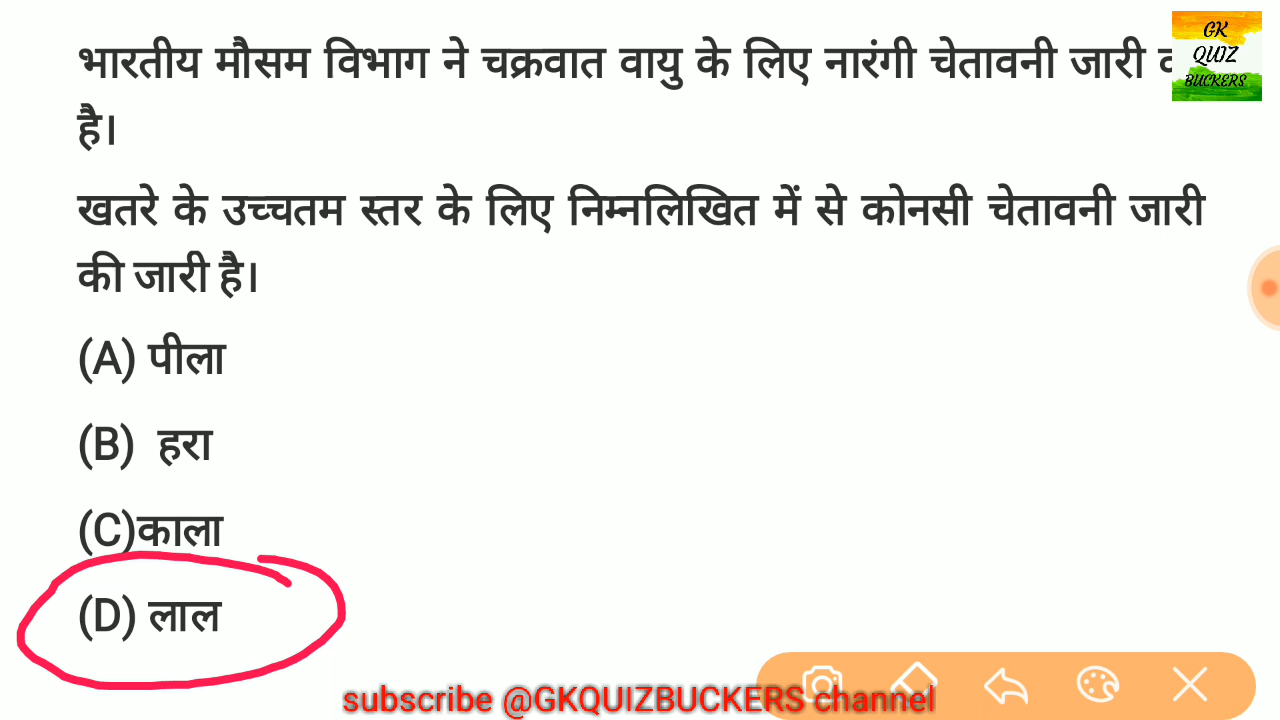 भारतीय मौसम विभाग ने चक्रवात वायु के लिए नारंगी चेतावनी जारी
है।
खतरे के उच्चतम स्तर के लिए निम्नलिखित में से कोनसी चेतावनी जारी
की जारी है।
(A) पीला
(B) हरा
(C)काला
(D) लाल
GK
QUIZ
BUCKERS
subscribe @GKQUIZBUCKERS channel